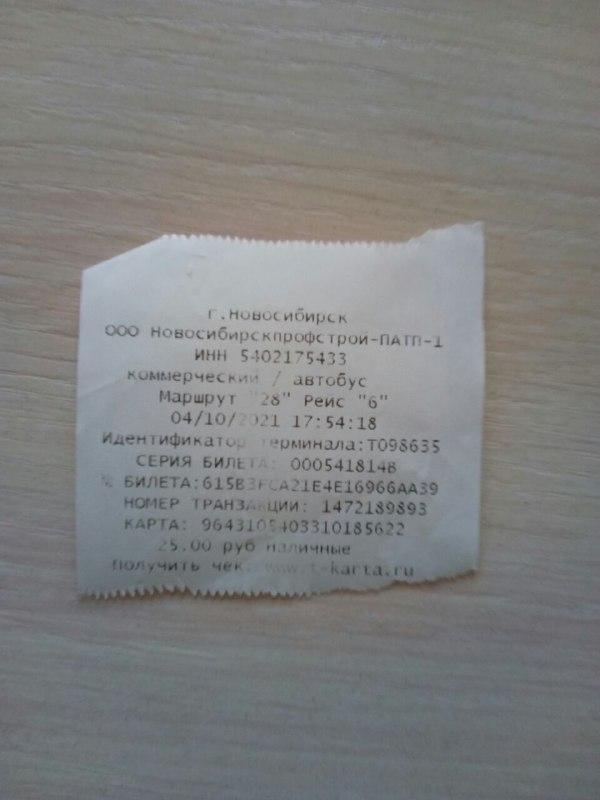 г.Новосибирск
ООО Новосибирскпрофстрой-ПАТП-1
ИНН 5402175433
коммерческий / автобус
Маршрут "28" Рейс "6"
04/10/2021 17:54:18
Идентификатор терминала:T098635
СЕРИЯ БИЛЕТА: 000541814B
№ БИЛЕТА:615B3FCA21E4E16966AA39
НОМЕР ТРАНЗАКЦИИ: 1472189893
КАРТА: 9643105403310185622
25.00 руб наличные
Получить чек: www.t-karta.ru